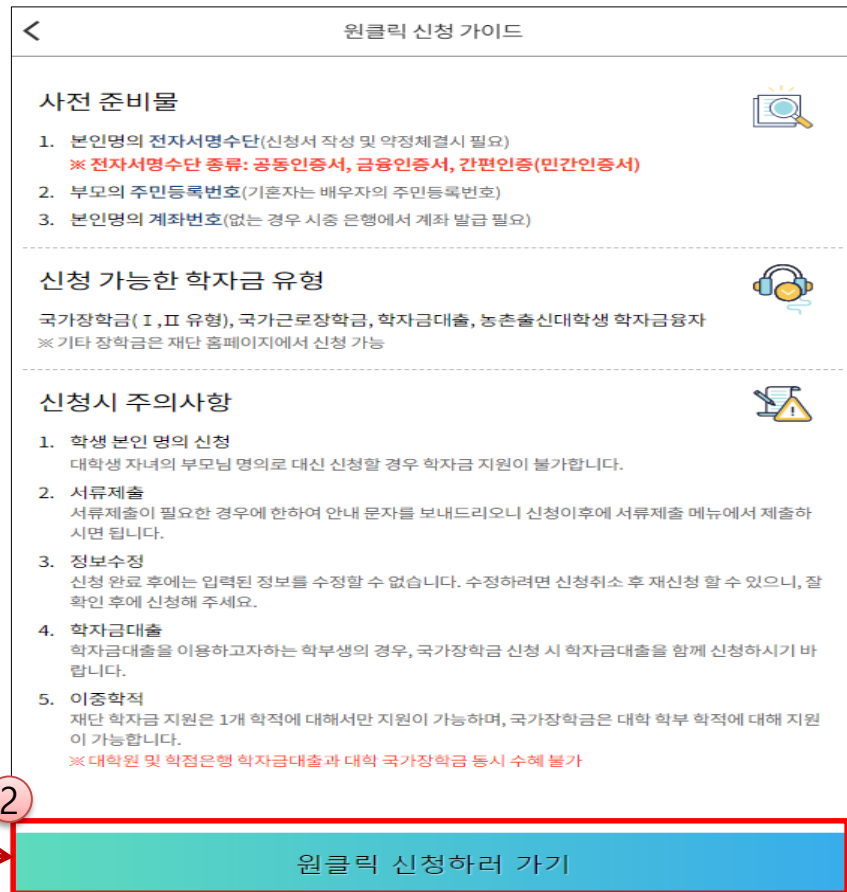 원클릭 신청 가이드
사전 준비물
1. 본인명의 전자서명수단(신청서 작성 및 약정체결시 필요)
※ 전자서명수단 종류: 공동인증서, 금융인증서, 간편인증(민간인증서)
2. 부모의 주민등록번호(기혼자는 배우자의 주민등록번호)
3. 본인명의 계좌번호(없는 경우 시중 은행에서 계좌 발급 필요)
신청 가능한 학자금 유형
국가장학금(Ⅰ,Ⅱ 유형), 국가근로장학금, 학자금대출, 농촌출신대학생 학자금융자
※ 기타 장학금은 재단 홈페이지에서 신청 가능
신청시 주의사항
1. 학생 본인 명의 신청
대학생 자녀의 부모님 명의로 대신 신청할 경우 학자금 지원이 불가합니다.
2. 서류제출
서류제출이 필요한 경우에 한하여 안내 문자를 보내드리오니 신청이후에 서류제출 메뉴에서 제출하
시면 됩니다.
3. 정보수정
신청 완료 후에는 입력된 정보를 수정할 수 없습니다. 수정하려면 신청취소 후 재신청 할 수 있으니, 잘
확인 후에 신청해 주세요.
4. 학자금대출
학자금대출을 이용하고자하는 학부생의 경우, 국가장학금 신청 시 학자금대출을 함께 신청하시기 바
랍니다.
5. 이중학적
재단 학자금 지원은 1개 학적에 대해서만 지원이 가능하며, 국가장학금은 대학 학부 학적에 대해 지원
이 가능합니다.
※ 대학원 및 학점은행 학자금대출과 대학 국가장학금 동시 수혜 불가
2
원클릭 신청하러 가기